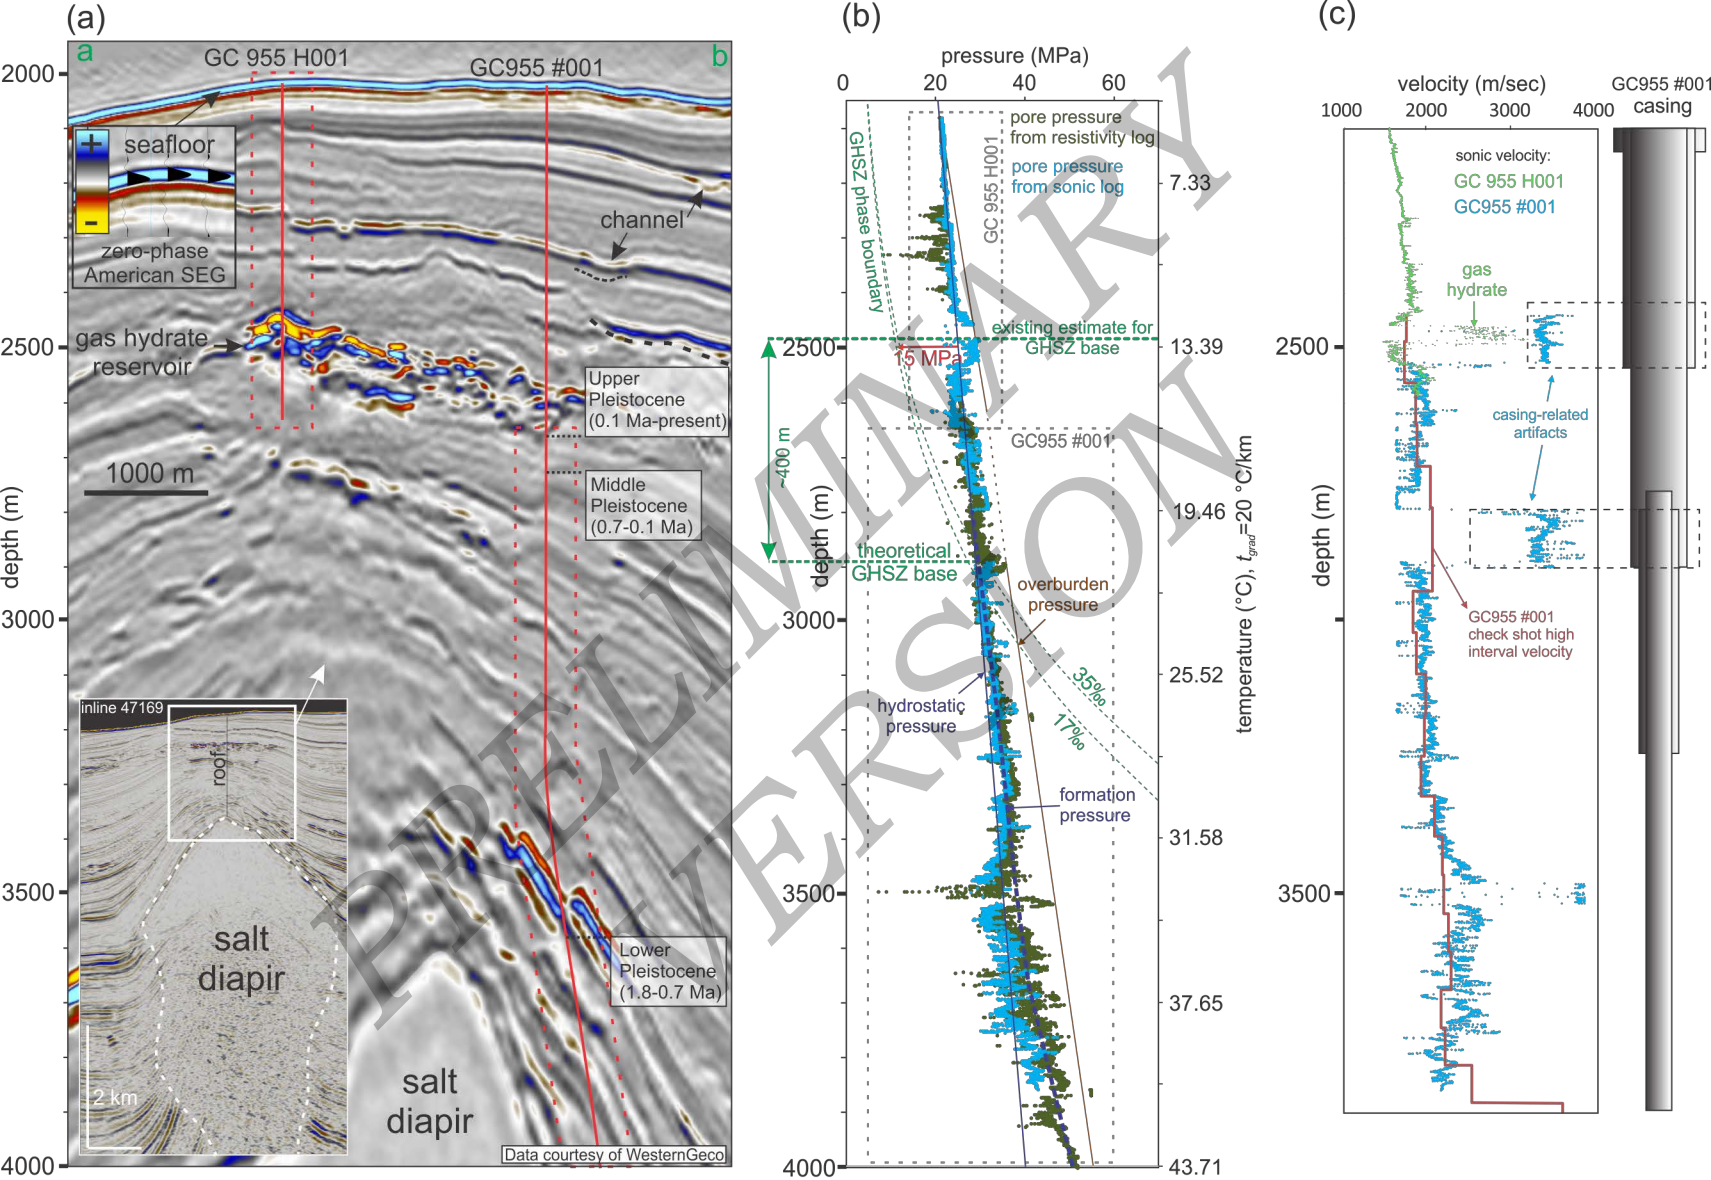 (a)
a
GC 955 H001
GC955 #001
b
2000
2500
3000
3500
4000
depth (m)
+
-
seafloor
zero-phase
American SEG
channel
gas hydrate
reservoir
1000 m
Upper
Pleistocene
(0.1 Ma-present)
Middle
Pleistocene
(0.7-0.1 Ma)
Lower
Pleistocene
(1.8-0.7 Ma)
inline 47169
roof
salt
diapir
2 km
salt
diapir
Data courtesy of WesternGeco
(b)
pressure (MPa)
0
20
40
60
pore pressure
from resistivity log
pore pressure
from sonic log
GHSZ phase boundary
GC 955 H001
existing estimate for
GHSZ base
15 MPa
GC955 #001
~400 m
theoretical
GHSZ base
overburden
pressure
hydrostatic
pressure
35‰
17‰
formation
pressure
2500
3000
3500
4000
depth (m)
7.33
13.39
19.46
25.52
31.58
37.65
43.71
temperature (°C), tgrad=20 °C/km
(c)
velocity (m/sec)
1000
2000
3000
4000
GC955 #001
casing
sonic velocity:
GC 955 H001
GC955 #001
gas
hydrate
casing-related
artifacts
GC955 #001
check shot high
interval velocity
2500
3500
depth (m)
PRELIMINARY
VERSION